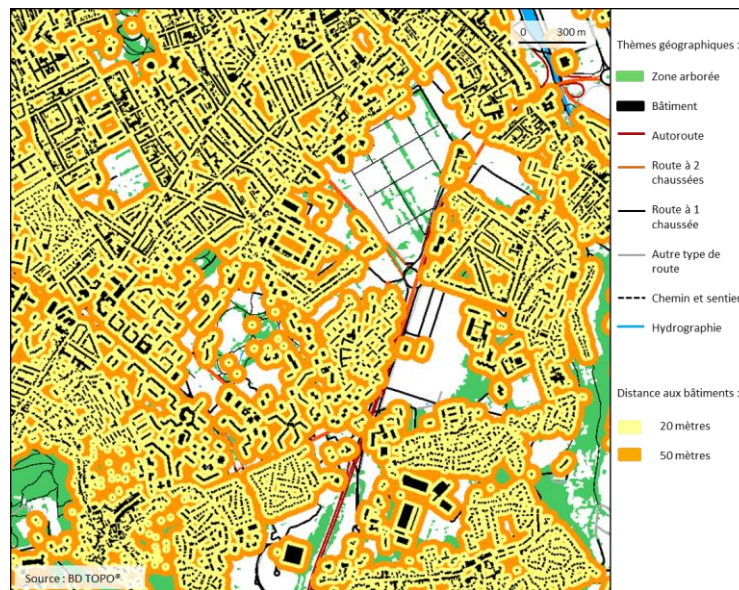 0 300 m
Thèmes géographiques :
Zone arborée
Bâtiment
Autoroute
Route à 2
chaussées
Route à 1
chaussée
Autre type de
route
Chemin et sentier
Hydrographie
Distance aux bâtiments :
20 mètres
50 mètres
Source : BD TOPO®